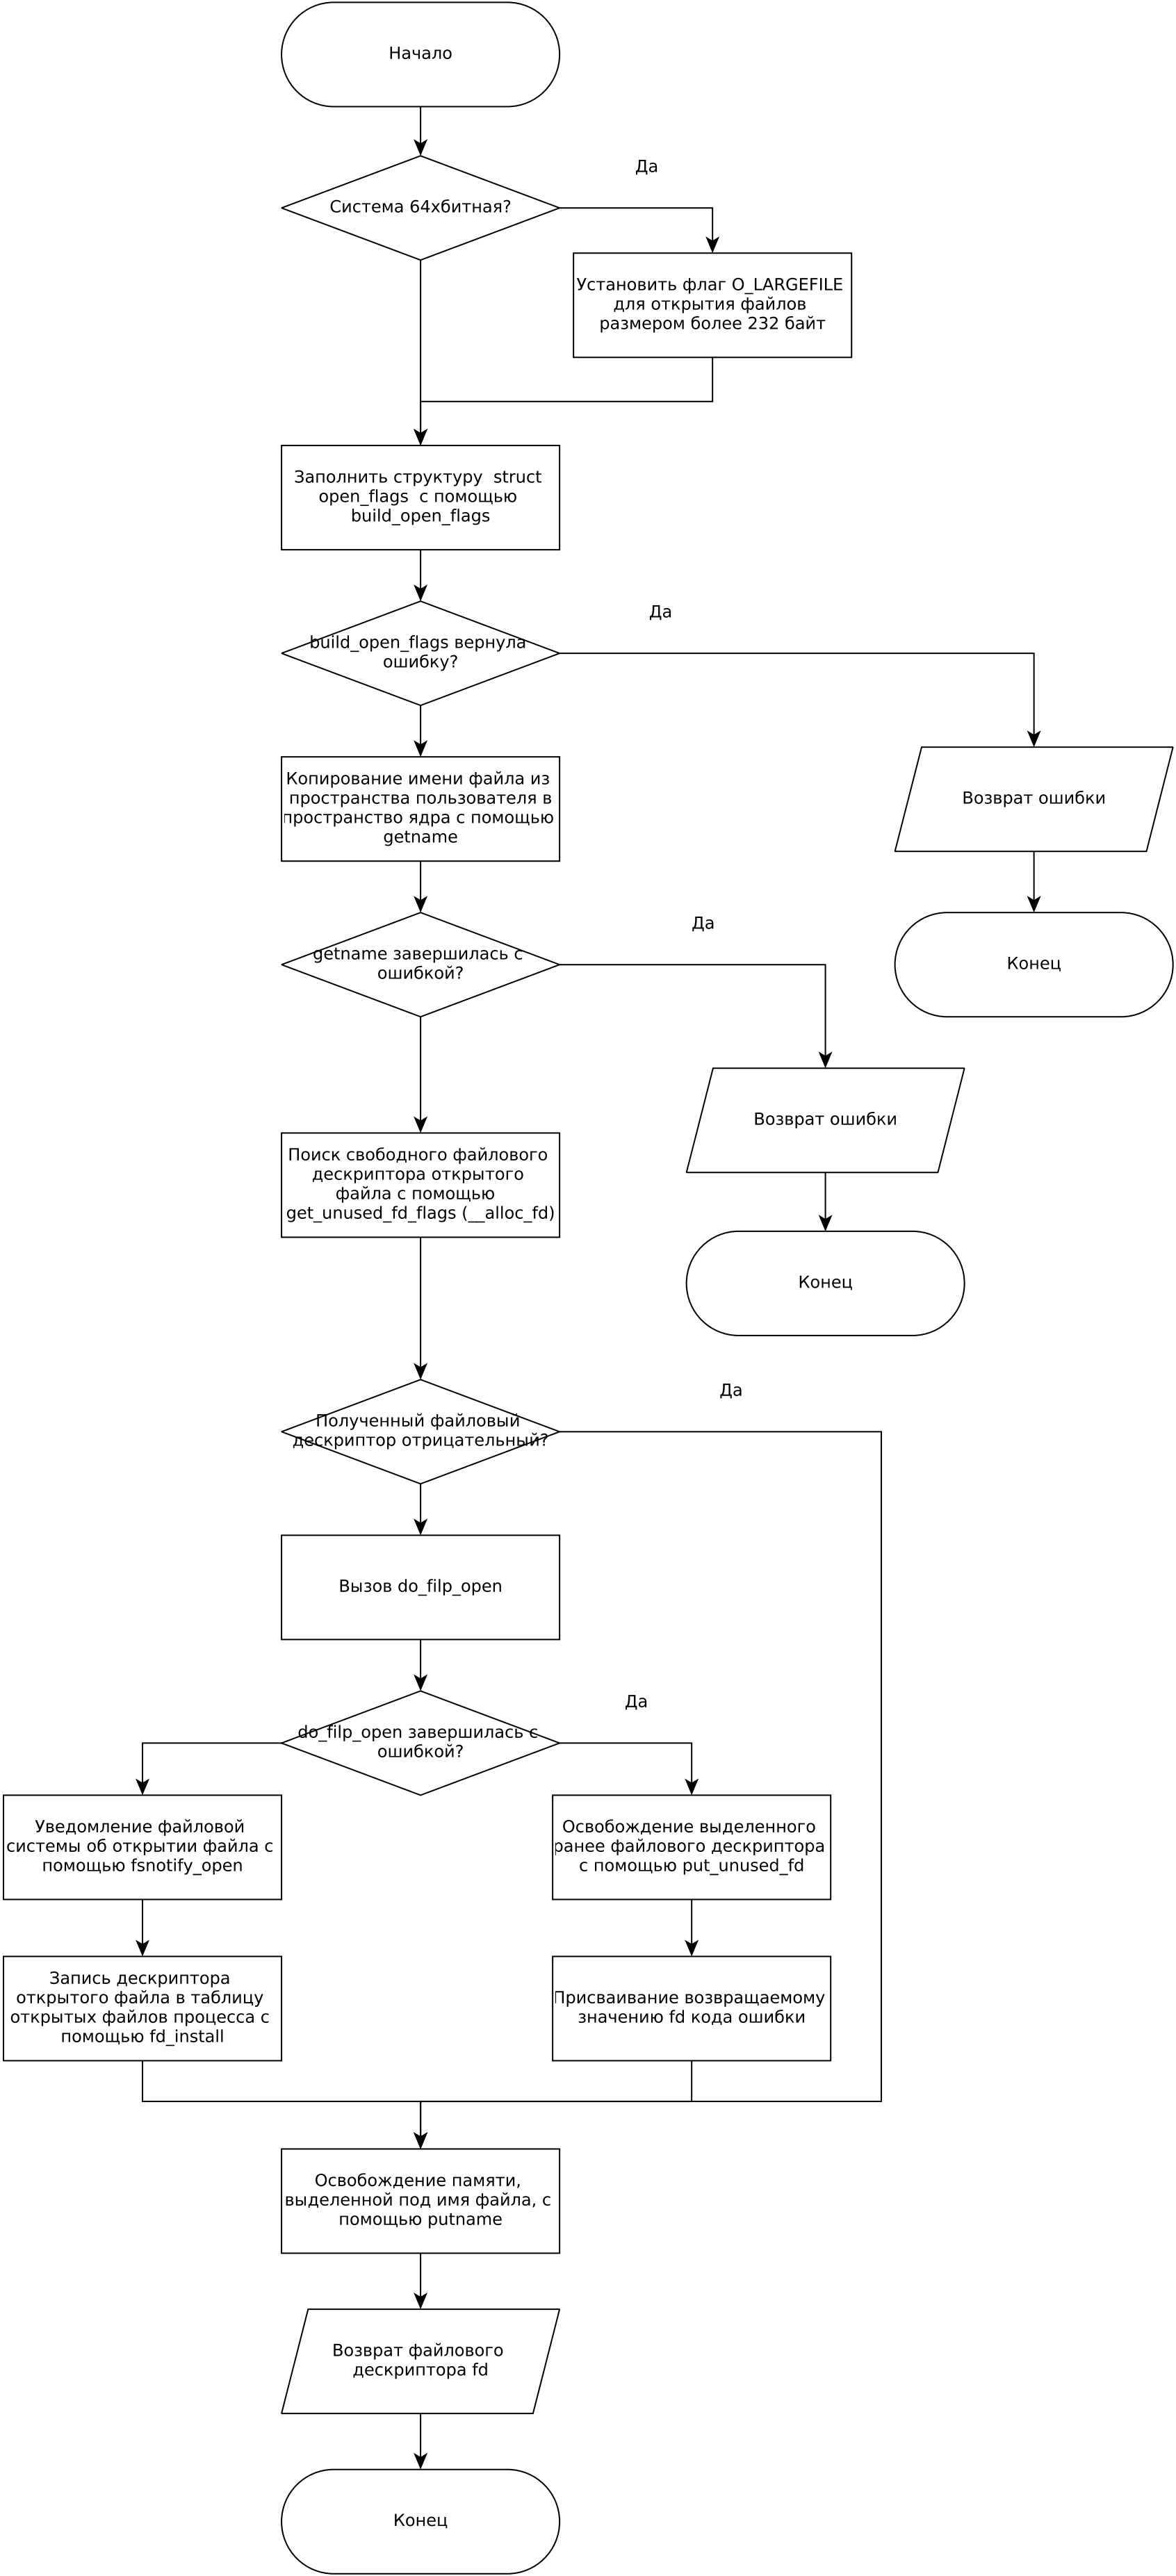 Начало
Да
Система 64хбитная?
Установить флаг O_LARGEFILE
для открытия файлов
размером более 232 байт
Заполнить структуру  struct
open_flags  с помощью
build_open_flags
Да
build_open_flags вернула
ошибку?
Копирование имени файла из
пространства пользователя в
пространство ядра с помощью
getname
Возврат ошибки
Да
getname завершилась с
ошибкой?
Конец
Возврат ошибки
Поиск свободного файлового
дескриптора открытого
файла с помощью
get_unused_fd_flags (__alloc_fd)
Конец
Да
Полученный файловый
дескриптор отрицательный?
Вызов do_filp_open
Да
do_filp_open завершилась с
ошибкой?
Уведомление файловой
системы об открытии файла с
помощью fsnotify_open
Освобождение выделенного
ранее файлового дескриптора
с помощью put_unused_fd
Запись дескриптора
открытого файла в таблицу
открытых файлов процесса с
помощью fd_install
Присваивание возвращаемому
значению fd кода ошибки
Освобождение памяти,
выделенной под имя файла, с
помощью putname
Возврат файлового
дескриптора fd
Конец